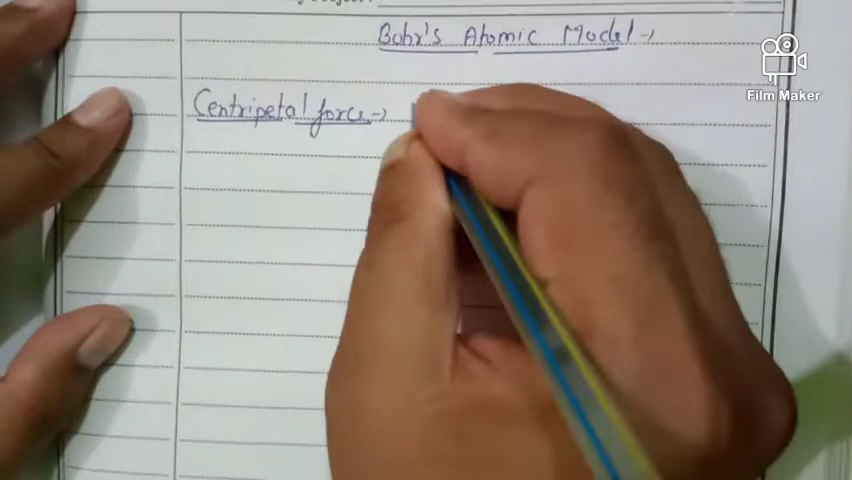 Bohr's Atomic Model →
Film Maker
Centripetal force →